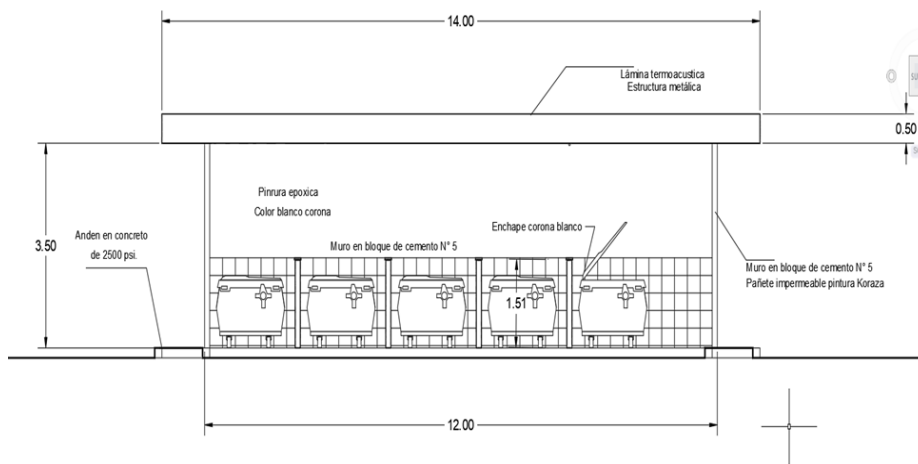 14.00
Lámina termoacustica
Estructura metálica
SU
0.50
Pinrura epoxica
Color blanco corona
Anden en concreto
de 2500 psi.
3.50
Muro en bloque de cemento N° 5
Enchape corona blanco
Muro en bloque de cemento N° 5
Pañete impermeable pintura Koraza
1.51
12.00